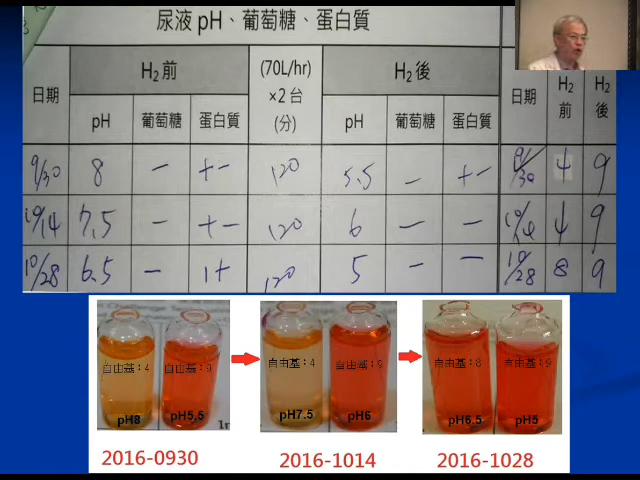 尿液 pH、葡萄糖、蛋白質
日期 H₂前 (70L/hr) ×2台 (分) H₂後 日期 H₂前 H₂後
pH 葡萄糖 蛋白質 pH 葡萄糖 蛋白質
9/30 8 − +− 120 5.5 − +− 9/30 4 9
10/14 7.5 − +− 120 6 − − 10/14 4 9
10/28 6.5 − 1+ 120 5 − − 10/28 8 9
自由基:4 自由基:9 自由基:4 自由基:9 自由基:8 自由基:9
pH8 pH5.5 pH7.5 pH6 pH6.5 pH5
2016-0930 2016-1014 2016-1028